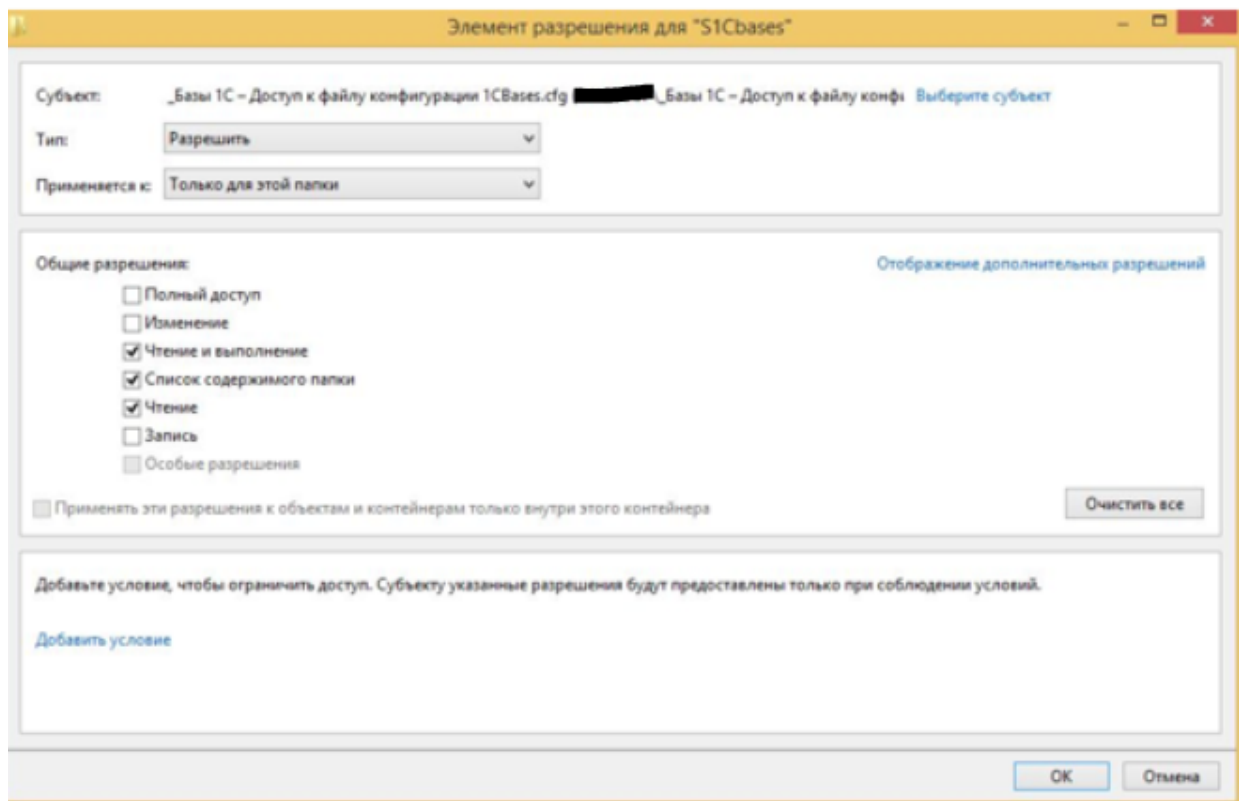 Элемент разрешения для "S1Cbases"
Субъект: _Базы 1С – Доступ к файлу конфигурации 1CBases.cfg ( \_Базы 1С – Доступ к файлу конфи Выберите субъект
Тип: Разрешить
Применяется к: Только для этой папки
Общие разрешения: Отображение дополнительных разрешений
Полный доступ
Изменение
Чтение и выполнение
Список содержимого папки
Чтение
Запись
Особые разрешения
Применять эти разрешения к объектам и контейнерам только внутри этого контейнера
Очистить все
Добавьте условие, чтобы ограничить доступ. Субъекту указанные разрешения будут предоставлены только при соблюдении условий.
Добавить условие
ОК Отмена